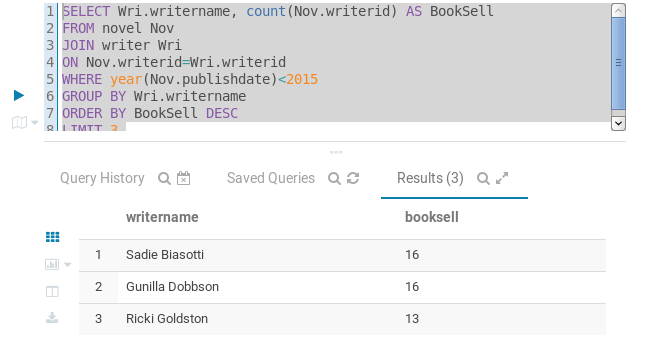 1 SELECT Wri.writername, count(Nov.writerid) AS BookSell
2 FROM novel Nov
3 JOIN writer Wri
4 ON Nov.writerid=Wri.writerid
5 WHERE year(Nov.publishdate)<2015
6 GROUP BY Wri.writername
7 ORDER BY BookSell DESC
8 LIMIT 3
Query History Saved Queries Results (3)
writername booksell
1 Sadie Biasotti 16
2 Gunilla Dobbson 16
3 Ricki Goldston 13